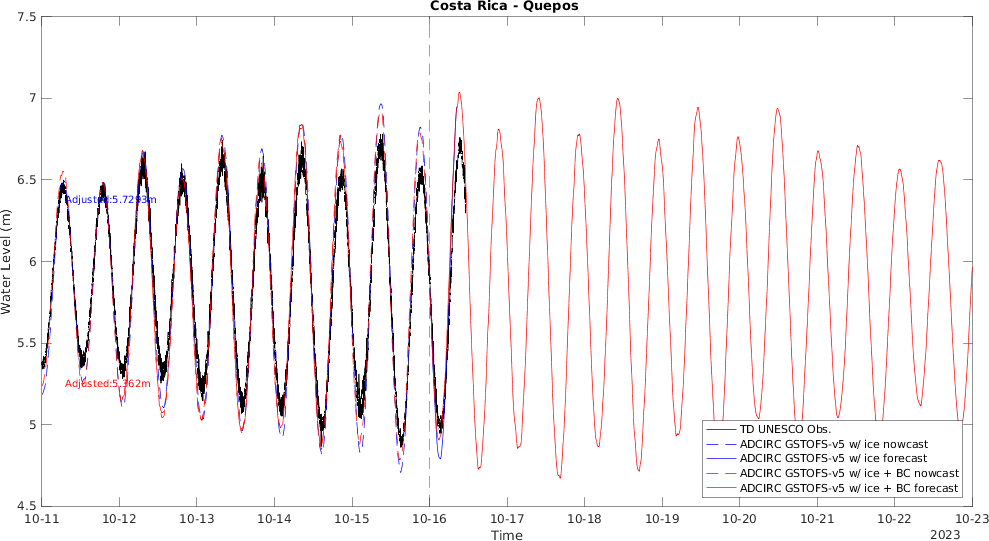 Costa Rica - Quepos
7.5
7
6.5
6
5.5
5
4.5
Water Level (m)
Adjusted:5.7293m
Adjusted:5.362m
TD UNESCO Obs.
ADCIRC GSTOFS-v5 w/ ice nowcast
ADCIRC GSTOFS-v5 w/ ice forecast
ADCIRC GSTOFS-v5 w/ ice + BC nowcast
ADCIRC GSTOFS-v5 w/ ice + BC forecast
10-11 10-12 10-13 10-14 10-15 10-16 10-17 10-18 10-19 10-20 10-21 10-22 10-23
Time
2023